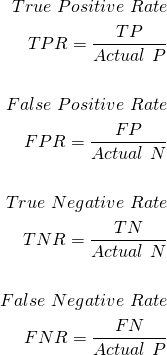 True Positive Rate
TPR = TP / Actual P
False Positive Rate
FPR = FP / Actual N
True Negative Rate
TNR = TN / Actual N
False Negative Rate
FNR = FN / Actual P